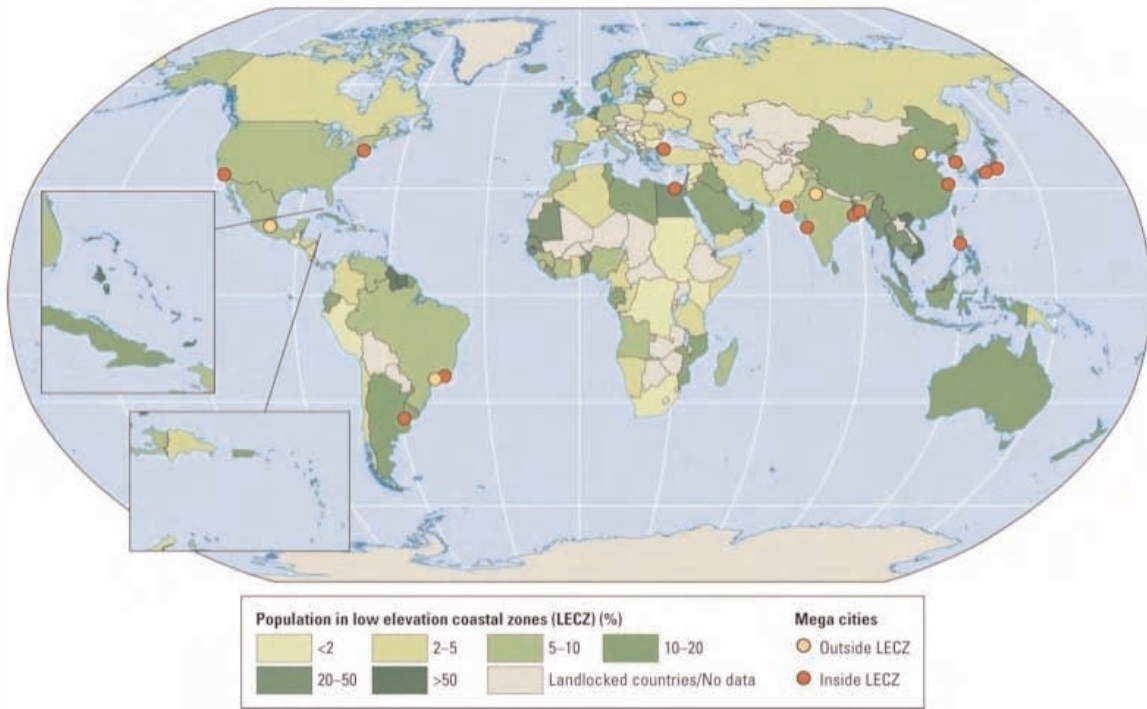 Population in low elevation coastal zones (LECZ) (%)
<2
2–5
5–10
10–20
20–50
>50
Landlocked countries/No data
Mega cities
Outside LECZ
Inside LECZ